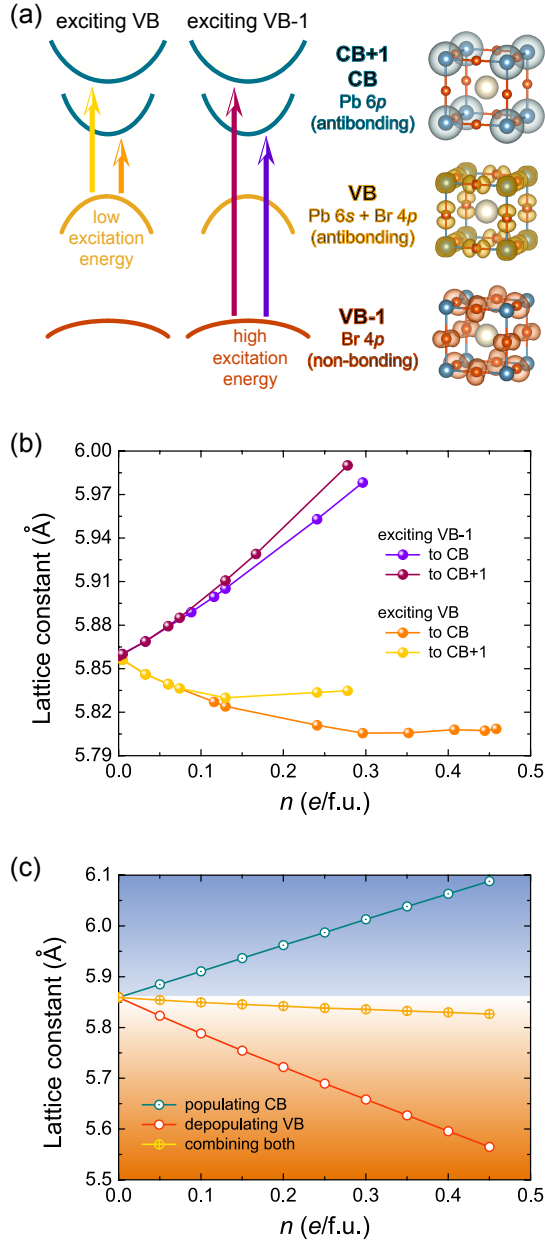 (a)
exciting VB
exciting VB-1
CB+1
CB
Pb 6p
(antibonding)
low
excitation
energy
VB
Pb 6s + Br 4p
(antibonding)
high
excitation
energy
VB-1
Br 4p
(non-bonding)
(b)
6.00
5.97
5.94
5.91
5.88
5.85
5.82
5.79
Lattice constant (Å)
exciting VB-1
to CB
to CB+1
exciting VB
to CB
to CB+1
0.0 0.1 0.2 0.3 0.4 0.5
n (e/f.u.)
(c)
6.1
6.0
5.9
5.8
5.7
5.6
5.5
Lattice constant (Å)
populating CB
depopulating VB
combining both
0.0 0.1 0.2 0.3 0.4 0.5
n (e/f.u.)